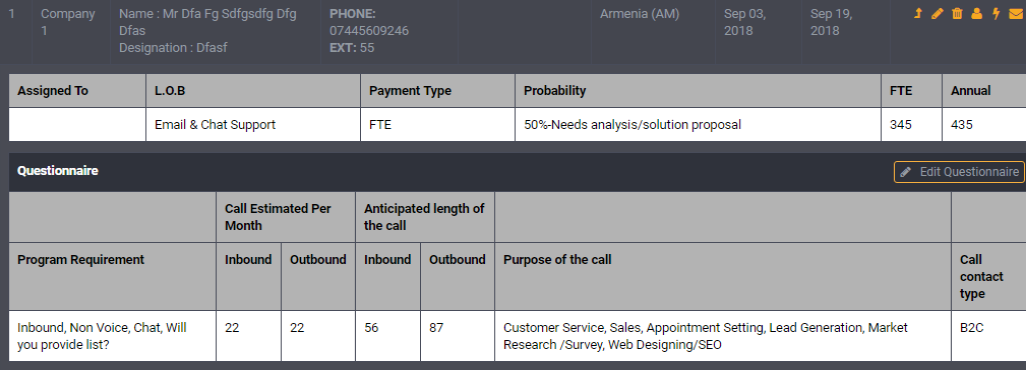 1 Company 1 Name : Mr Dfa Fg Sdfgsdfg Dfg Dfas Designation : Dfasf PHONE: 07445609246 EXT: 55 Armenia (AM) Sep 03, 2018 Sep 19, 2018
Assigned To L.O.B Payment Type Probability FTE Annual
Email & Chat Support FTE 50%-Needs analysis/solution proposal 345 435
Questionnaire Edit Questionnaire
Call Estimated Per Month Anticipated length of the call
Program Requirement Inbound Outbound Inbound Outbound Purpose of the call Call contact type
Inbound, Non Voice, Chat, Will you provide list? 22 22 56 87 Customer Service, Sales, Appointment Setting, Lead Generation, Market Research /Survey, Web Designing/SEO B2C